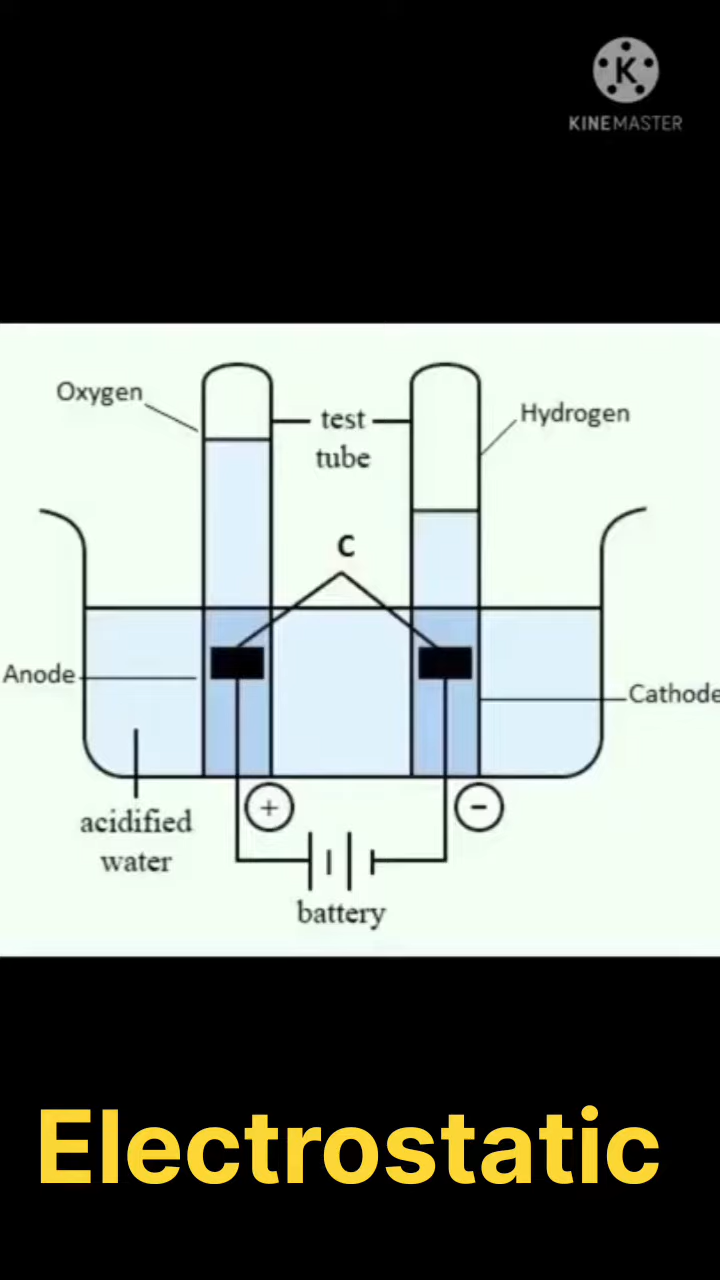 K
KINEMASTER
Oxygen
test
tube
Hydrogen
C
Anode
Cathode
+
-
acidified
water
battery
Electrostatic